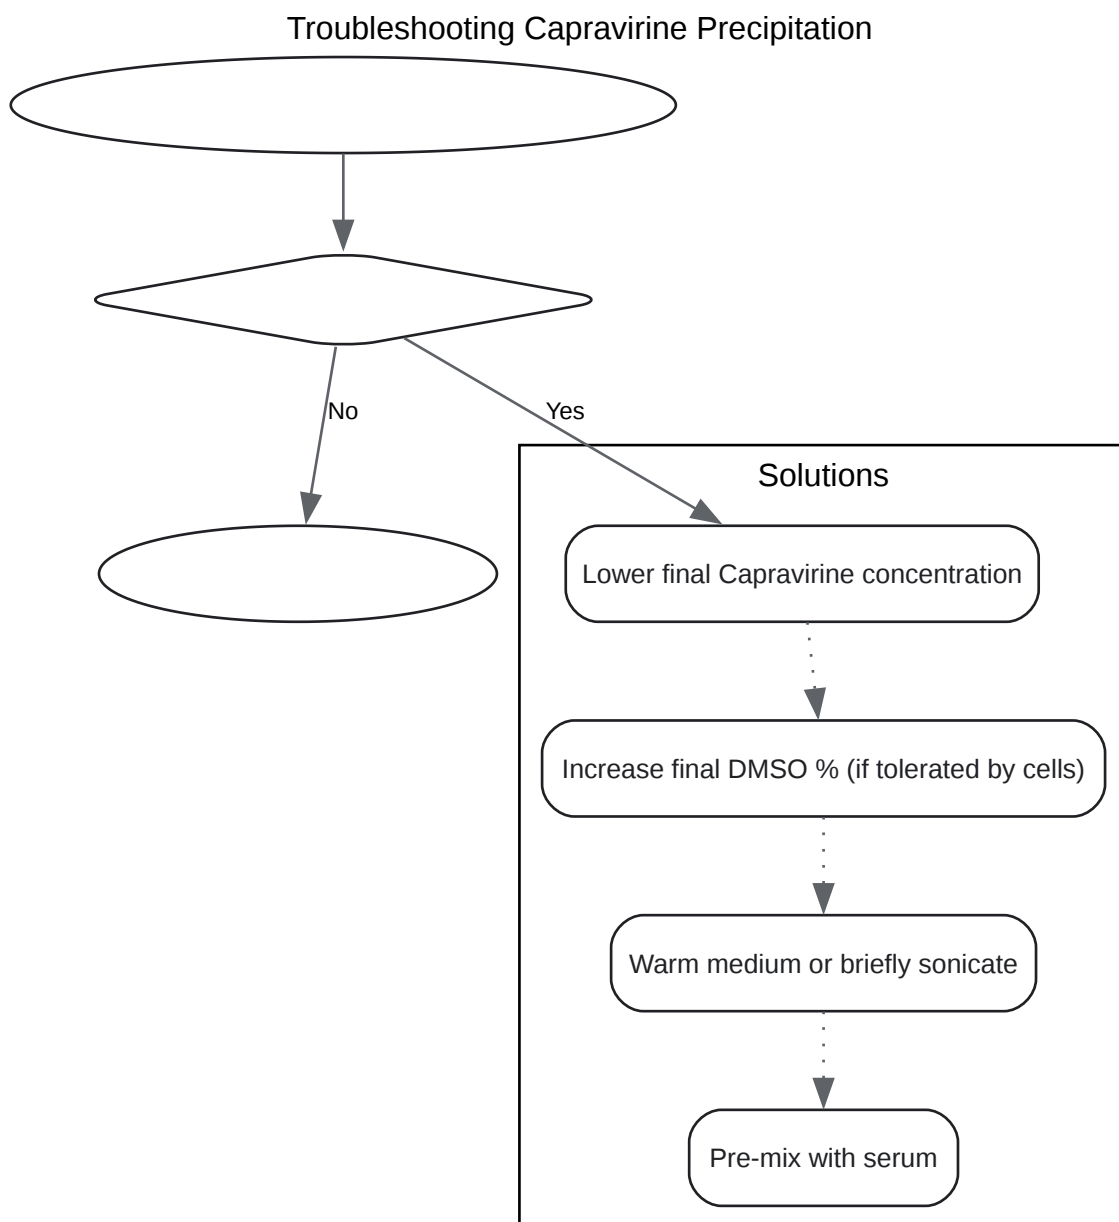 Troubleshooting Capravirine Precipitation
No
Yes
Solutions
Lower final Capravirine concentration
Increase final DMSO % (if tolerated by cells)
Warm medium or briefly sonicate
Pre-mix with serum